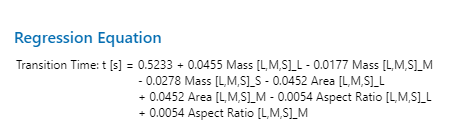 Regression Equation
Transition Time: t [s] = 0.5233 + 0.0455 Mass [L,M,S]_L - 0.0177 Mass [L,M,S]_M
- 0.0278 Mass [L,M,S]_S - 0.0452 Area [L,M,S]_L
+ 0.0452 Area [L,M,S]_M - 0.0054 Aspect Ratio [L,M,S]_L
+ 0.0054 Aspect Ratio [L,M,S]_M